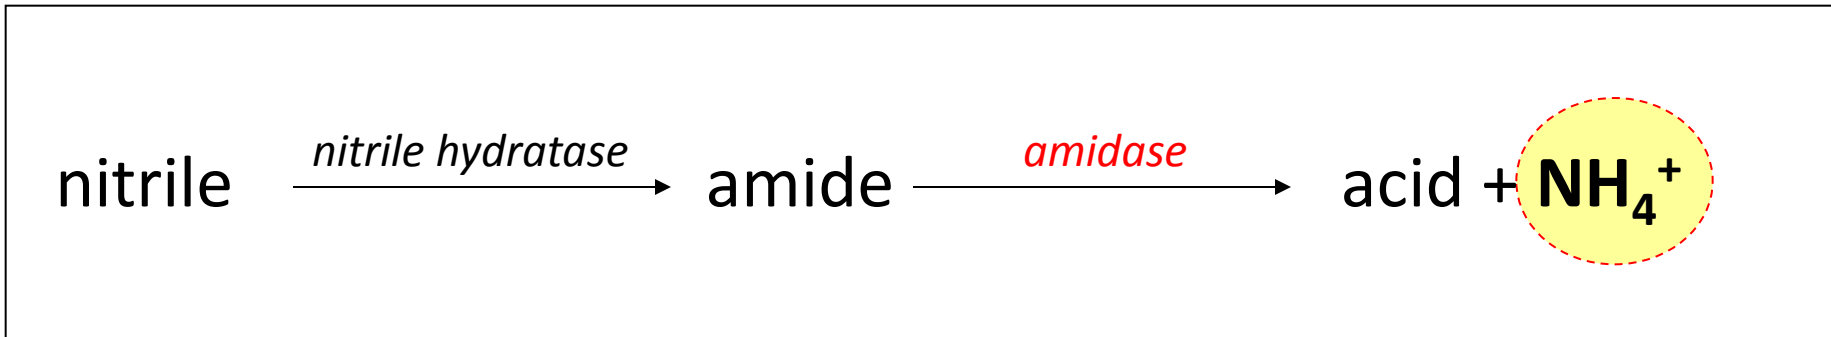 nitrile hydratase amidase
nitrile amide acid + NH₄⁺